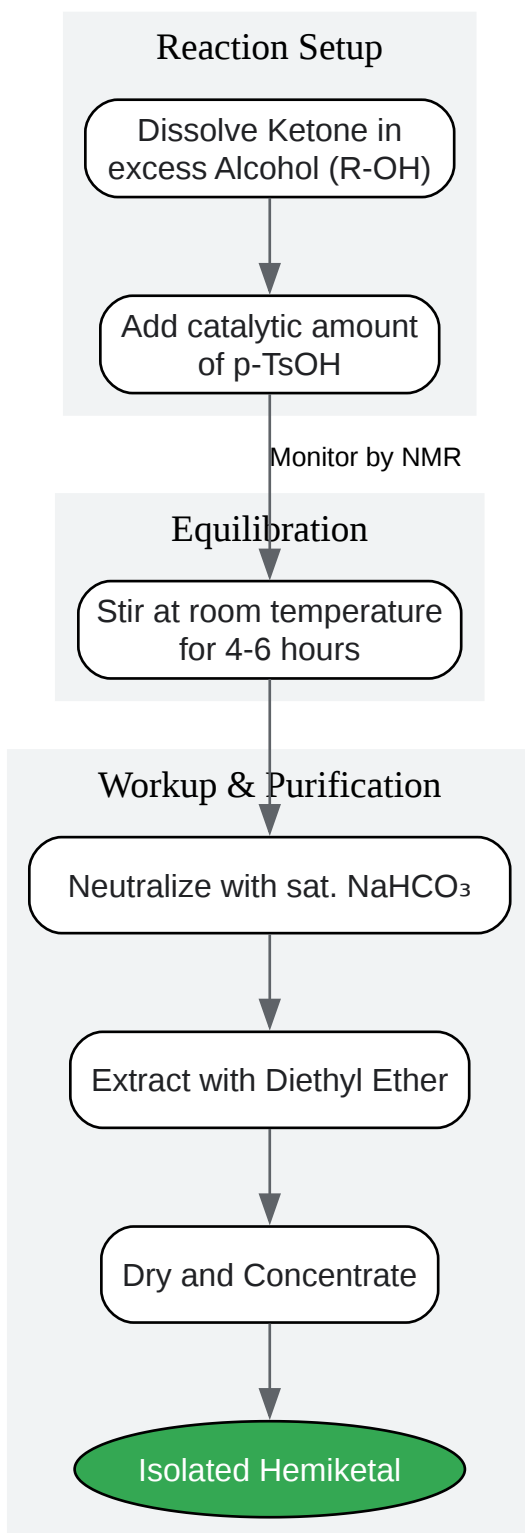 Reaction Setup
Dissolve Ketone in
excess Alcohol (R-OH)
Add catalytic amount
of p-TsOH
Monitor by NMR
Equilibration
Stir at room temperature
for 4-6 hours
Workup & Purification
Neutralize with sat. NaHCO₃
Extract with Diethyl Ether
Dry and Concentrate
Isolated Hemiketal